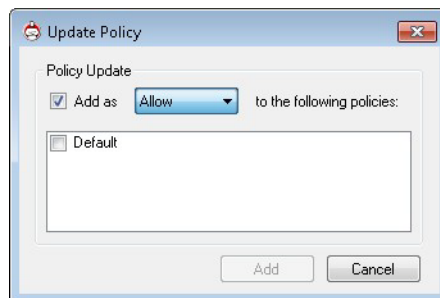 Update Policy
Policy Update
Add as Allow to the following policies:
Default
Add Cancel